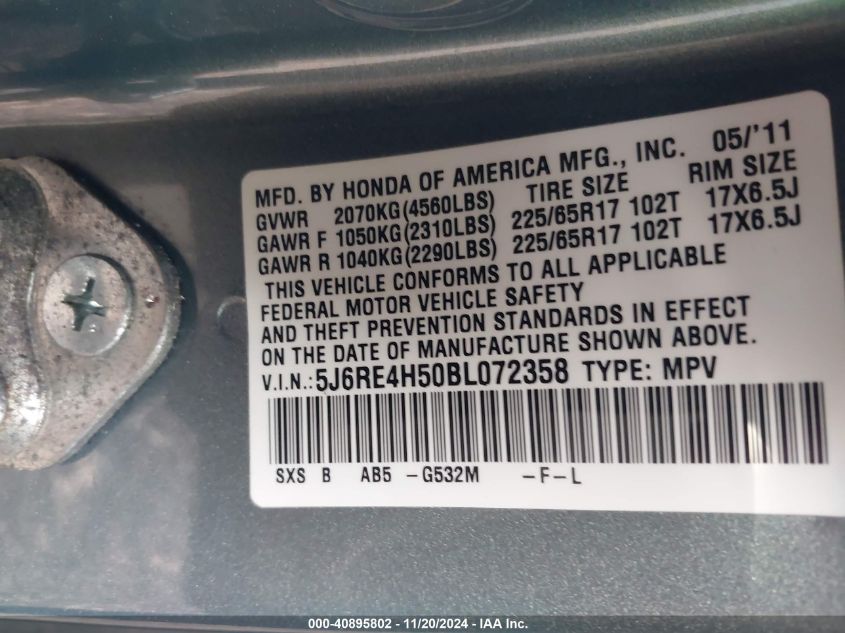 MFD. BY HONDA OF AMERICA MFG., INC. 05/'11
GVWR 2070KG(4560LBS) TIRE SIZE RIM SIZE
GAWR F 1050KG(2310LBS) 225/65R17 102T 17X6.5J
GAWR R 1040KG(2290LBS) 225/65R17 102T 17X6.5J
THIS VEHICLE CONFORMS TO ALL APPLICABLE
FEDERAL MOTOR VEHICLE SAFETY
AND THEFT PREVENTION STANDARDS IN EFFECT
ON THE DATE OF MANUFACTURE SHOWN ABOVE.
V.I.N.:5J6RE4H50BL072358 TYPE: MPV
SXS B AB5 -G532M -F-L
000-40895802 - 11/20/2024 - IAA Inc.